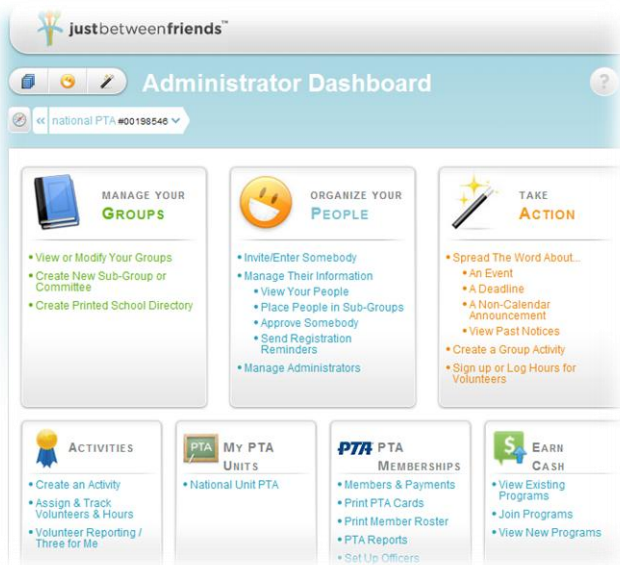 justbetweenfriends™
Administrator Dashboard
?
« national PTA #00198546
MANAGE YOUR
GROUPS
• View or Modify Your Groups
• Create New Sub-Group or
Committee
• Create Printed School Directory
ORGANIZE YOUR
PEOPLE
• Invite/Enter Somebody
• Manage Their Information
• View Your People
• Place People in Sub-Groups
• Approve Somebody
• Send Registration
Reminders
• Manage Administrators
TAKE
ACTION
• Spread The Word About...
• An Event
• A Deadline
• A Non-Calendar
Announcement
• View Past Notices
• Create a Group Activity
• Sign up or Log Hours for
Volunteers
ACTIVITIES
• Create an Activity
• Assign & Track
Volunteers & Hours
• Volunteer Reporting /
Three for Me
PTA
MY PTA
UNITS
• National Unit PTA
PTA
PTA
MEMBERSHIPS
• Members & Payments
• Print PTA Cards
• Print Member Roster
• PTA Reports
• Set Up Officers
$
EARN
CASH
• View Existing
Programs
• Join Programs
• View New Programs